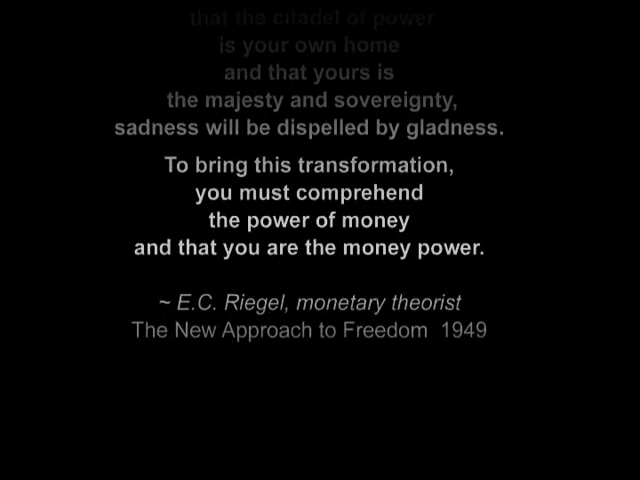 that the citadel of power
is your own home
and that yours is
the majesty and sovereignty,
sadness will be dispelled by gladness.
To bring this transformation,
you must comprehend
the power of money
and that you are the money power.
~ E.C. Riegel, monetary theorist
The New Approach to Freedom  1949